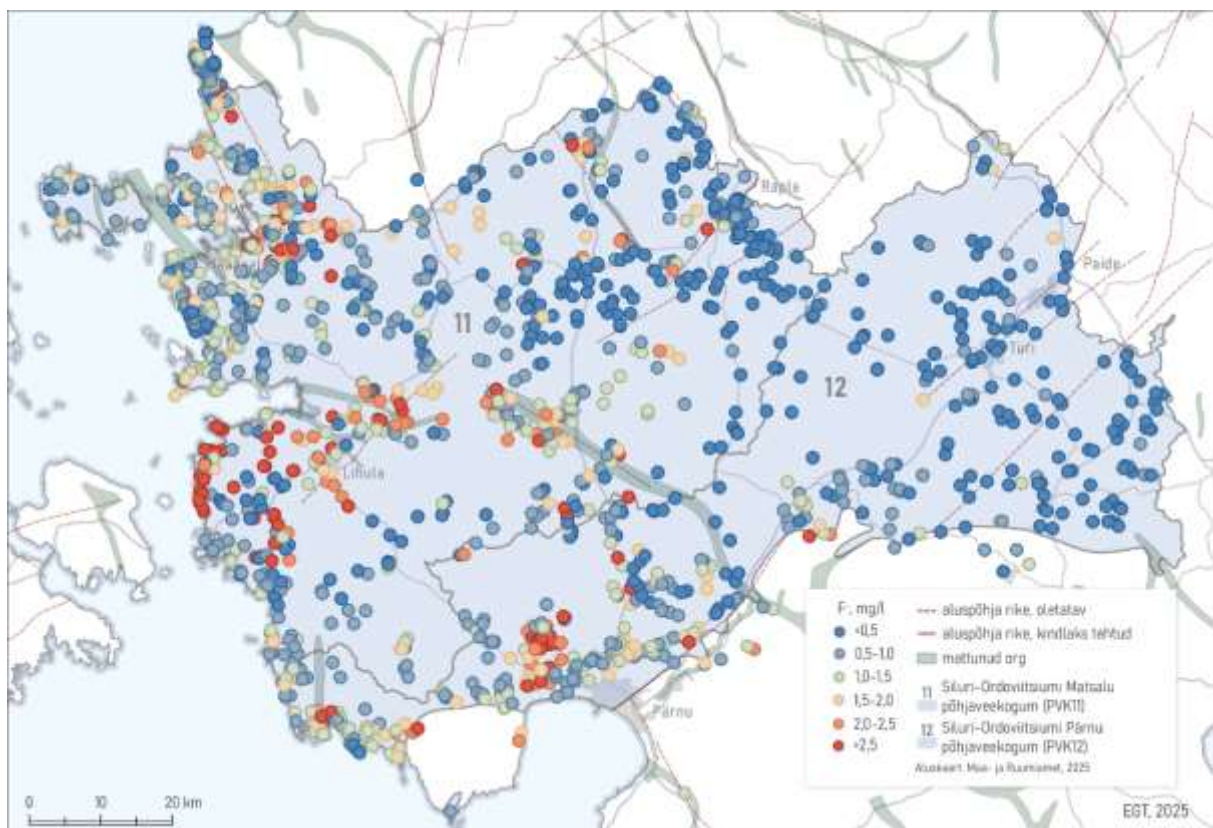 Rapla
Paide
11
Türi
12
Lihula
Pärnu
F⁻, mg/l
<0,5
0,5-1,0
1,0-1,5
1,5-2,0
2,0-2,5
>2,5
aluspõhja rike, oletatav
aluspõhja rike, kindlaks tehtud
mattunud org
11 Siluri-Ordoviitsiumi Matsalu
põhjaveekogum (PVK11)
12 Siluri-Ordoviitsiumi Pärnu
põhjaveekogum (PVK12)
Aluskaart: Maa- ja Ruumiamet, 2025
0 10 20 km
EGT, 2025